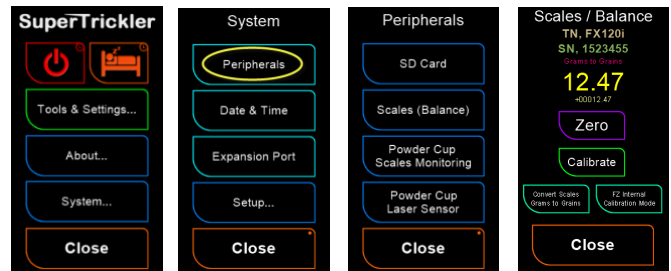 SuperTrickler
Tools & Settings...
About...
System...
Close
System
Peripherals
Date & Time
Expansion Port
Setup...
Close
Peripherals
SD Card
Scales (Balance)
Powder Cup
Scales Monitoring
Powder Cup
Laser Sensor
Close
Scales / Balance
TN, FX120i
SN, 1523455
Grams to Grains
12.47
+00012.47
Zero
Calibrate
Convert Scales
Grams to Grains
FZ Internal
Calibration Mode
Close